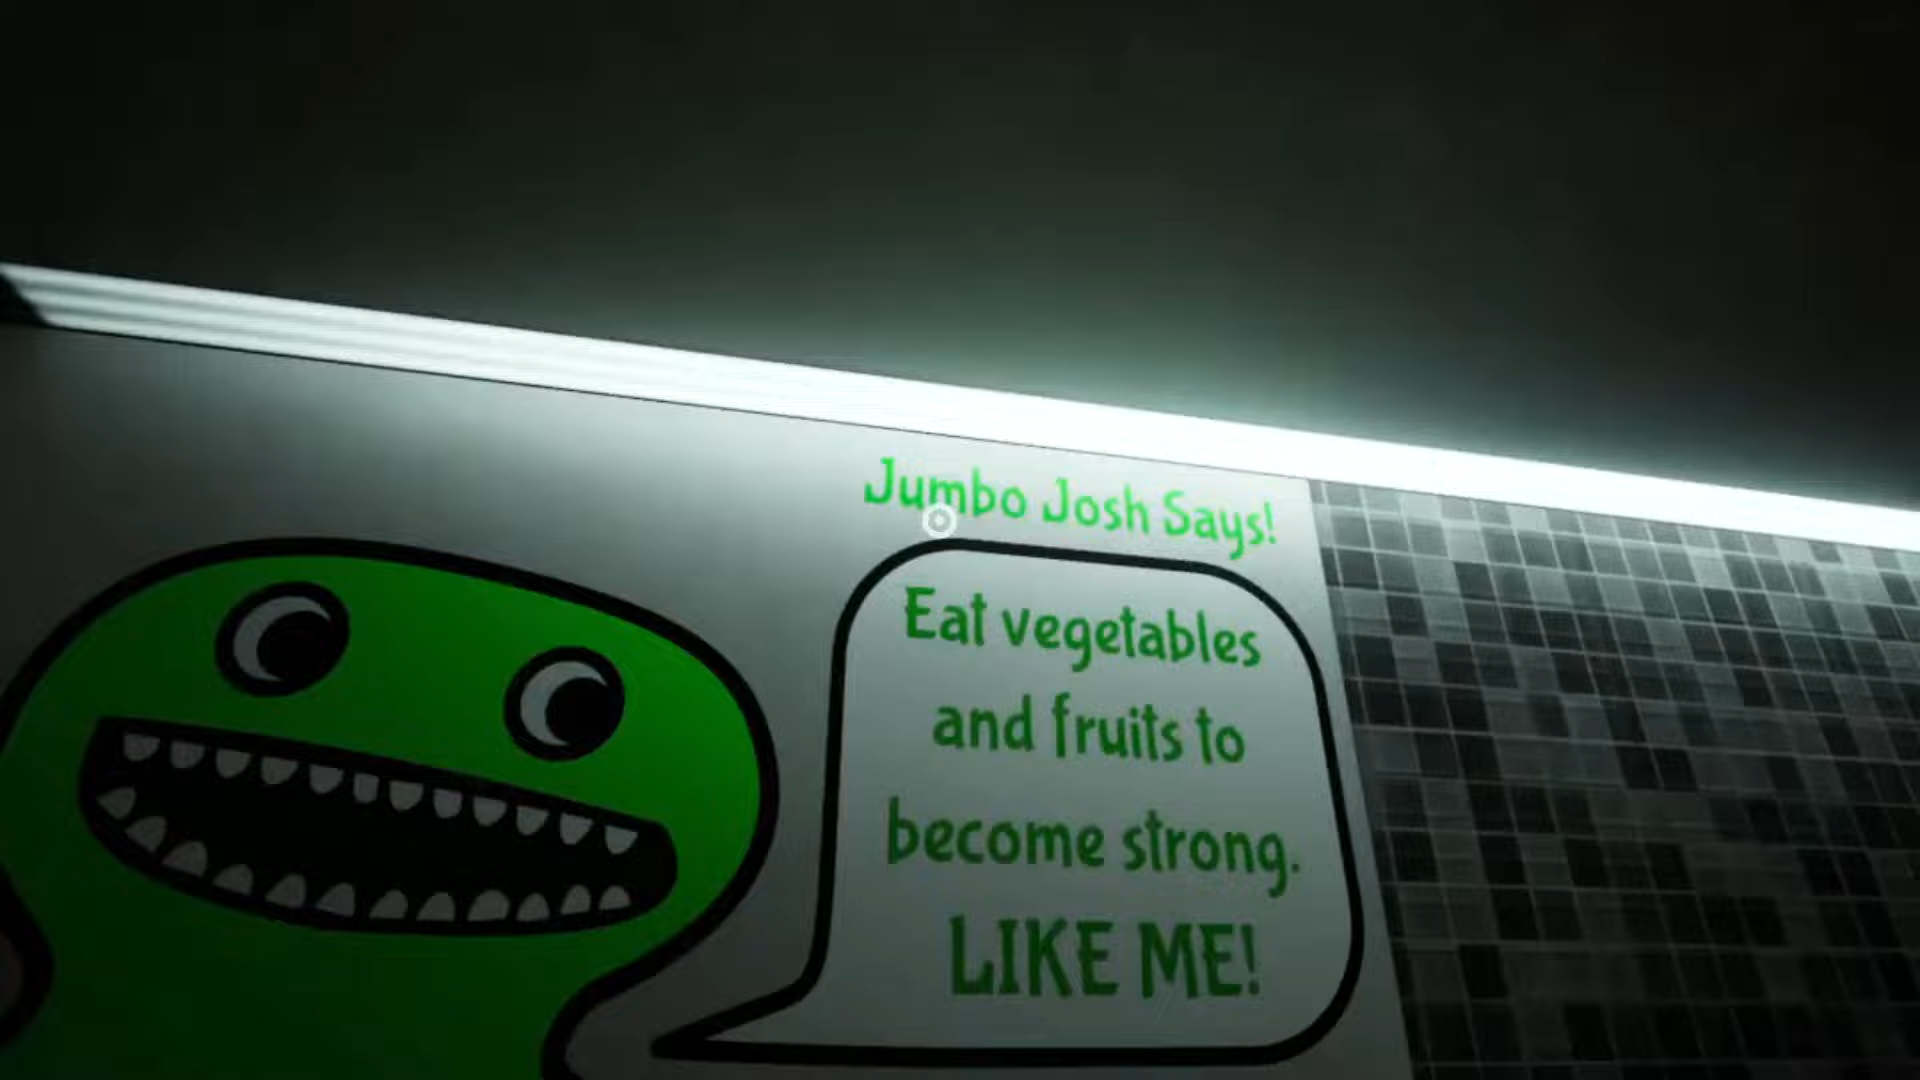 Jumbo Josh Says!
Eat vegetables
and fruits to
become strong.
LIKE ME!